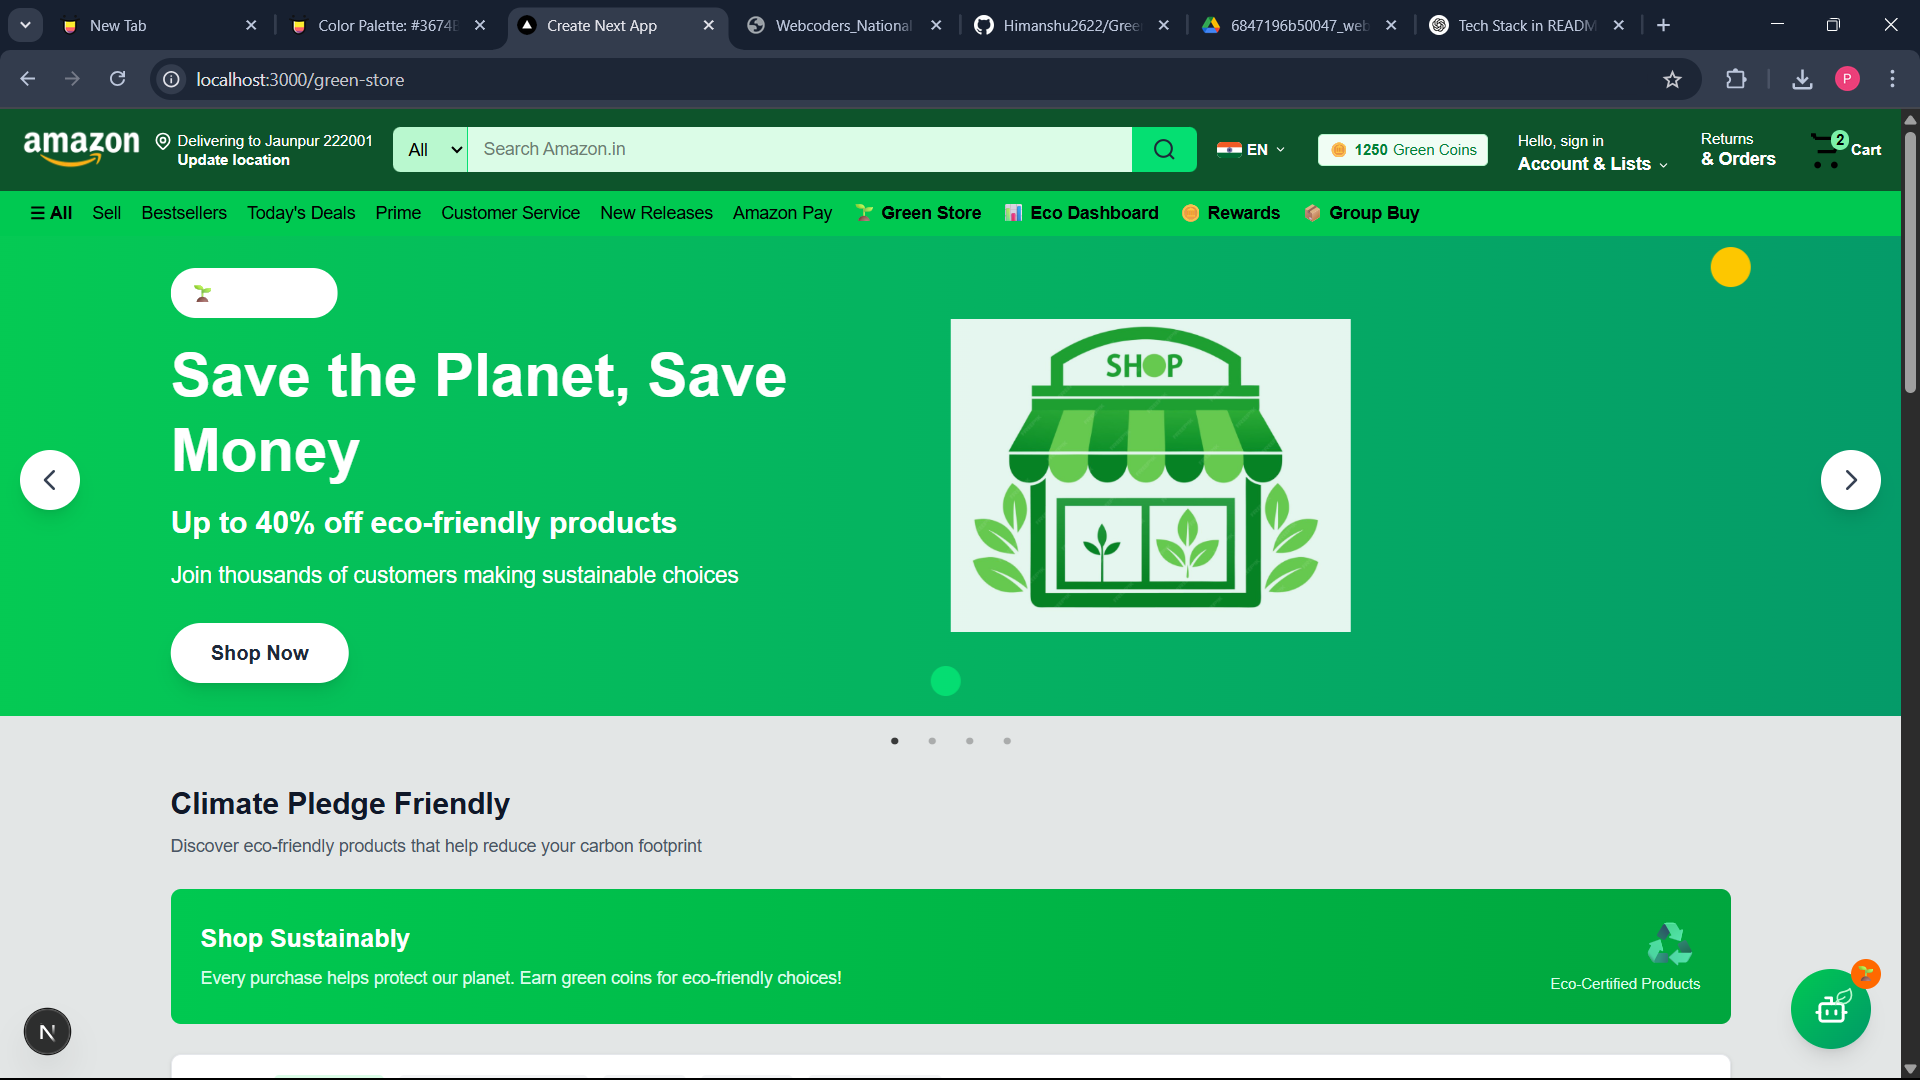 New Tab
Color Palette: #3674
Create Next App
Webcoders_National
Himanshu2622/Gree
6847196b50047_web
Tech Stack in READM
localhost:3000/green-store
amazon
Delivering to Jaunpur 222001
Update location
All
Search Amazon.in
EN
1250 Green Coins
Hello, sign in
Account & Lists
Returns
& Orders
2
Cart
☰ All
Sell
Bestsellers
Today's Deals
Prime
Customer Service
New Releases
Amazon Pay
Green Store
Eco Dashboard
Rewards
Group Buy
Save the Planet, Save
Money
Up to 40% off eco-friendly products
Join thousands of customers making sustainable choices
Shop Now
SHOP
Climate Pledge Friendly
Discover eco-friendly products that help reduce your carbon footprint
Shop Sustainably
Every purchase helps protect our planet. Earn green coins for eco-friendly choices!
Eco-Certified Products
N
P